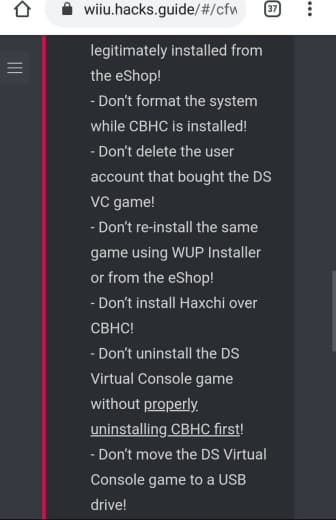 wiiu.hacks.guide/#/cfw
37
legitimately installed from
the eShop!
- Don't format the system
while CBHC is installed!
- Don't delete the user
account that bought the DS
VC game!
- Don't re-install the same
game using WUP Installer
or from the eShop!
- Don't install Haxchi over
CBHC!
- Don't uninstall the DS
Virtual Console game
without properly
uninstalling CBHC first!
- Don't move the DS Virtual
Console game to a USB
drive!